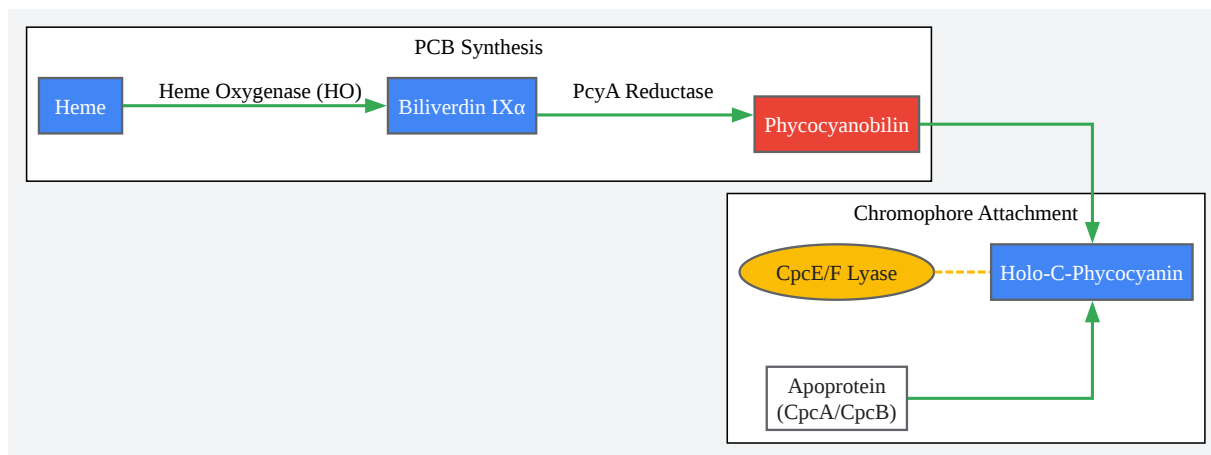 PCB Synthesis
Heme
Heme Oxygenase (HO)
Biliverdin IXα
PcyA Reductase
Phycocyanobilin
Chromophore Attachment
CpcE/F Lyase
Holo-C-Phycocyanin
Apoprotein
(CpcA/CpcB)